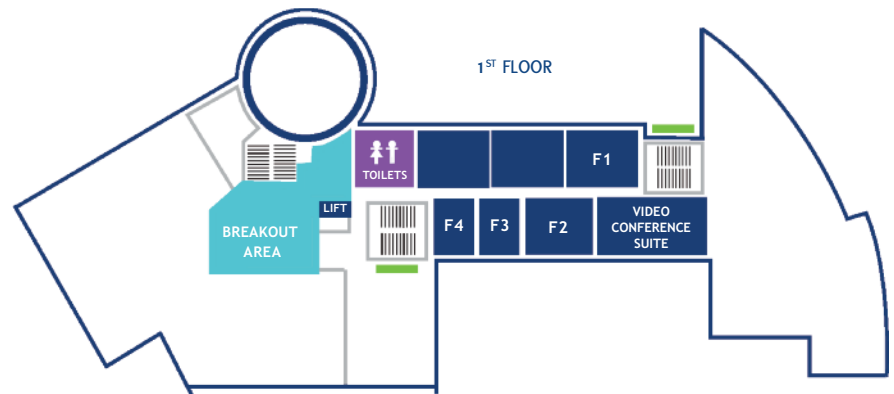 1ST FLOOR
TOILETS
F1
LIFT
BREAKOUT
AREA
F4
F3
F2
VIDEO
CONFERENCE
SUITE